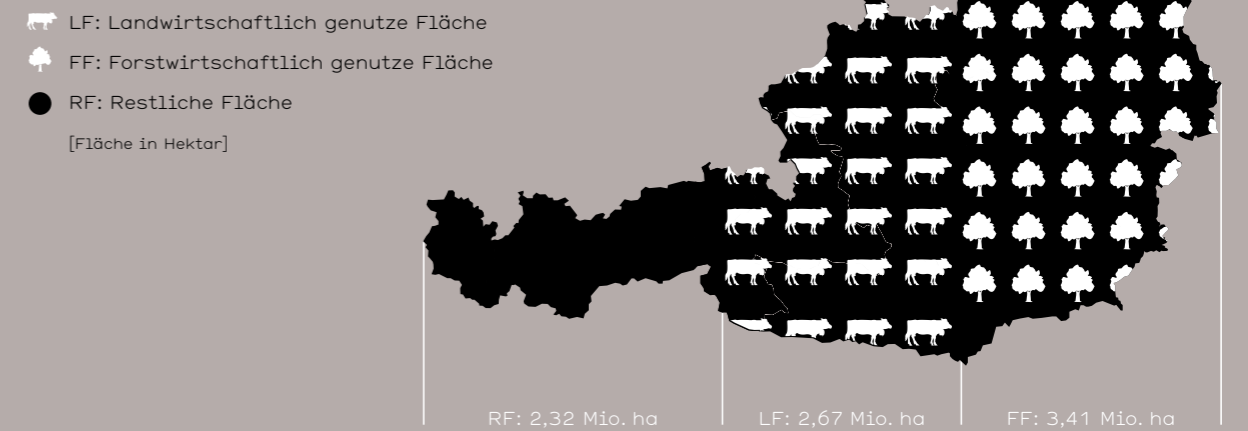 LF: Landwirtschaftlich genutze Fläche
FF: Forstwirtschaftlich genutze Fläche
RF: Restliche Fläche
[Fläche in Hektar]
RF: 2,32 Mio. ha
LF: 2,67 Mio. ha
FF: 3,41 Mio. ha